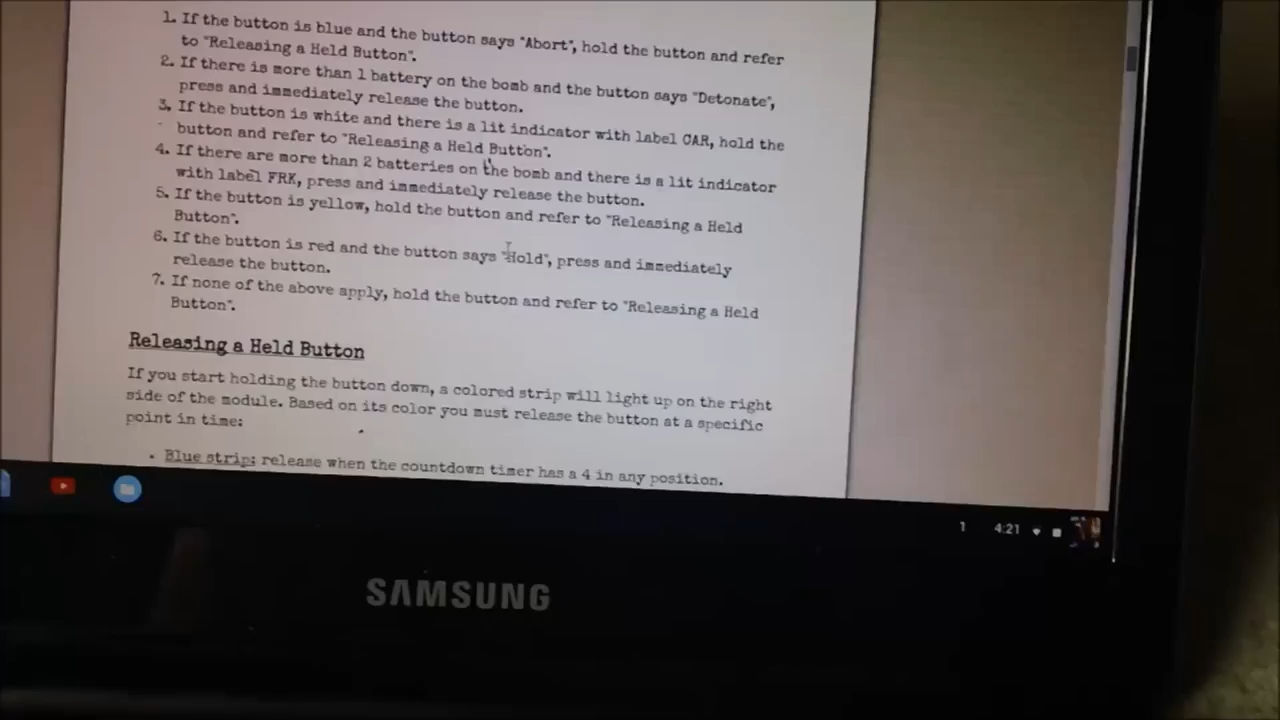 1. If the button is blue and the button says "Abort", hold the button and refer
to "Releasing a Held Button".
2. If there is more than 1 battery on the bomb and the button says "Detonate",
press and immediately release the button.
3. If the button is white and there is a lit indicator with label CAR, hold the
button and refer to "Releasing a Held Button".
4. If there are more than 2 batteries on the bomb and there is a lit indicator
with label FRK, press and immediately release the button.
5. If the button is yellow, hold the button and refer to "Releasing a Held
Button".
6. If the button is red and the button says "Hold", press and immediately
release the button.
7. If none of the above apply, hold the button and refer to "Releasing a Held
Button".
Releasing a Held Button
If you start holding the button down, a colored strip will light up on the right
side of the module. Based on its color you must release the button at a specific
point in time:
• Blue strip: release when the countdown timer has a 4 in any position.
1 4:21
SAMSUNG